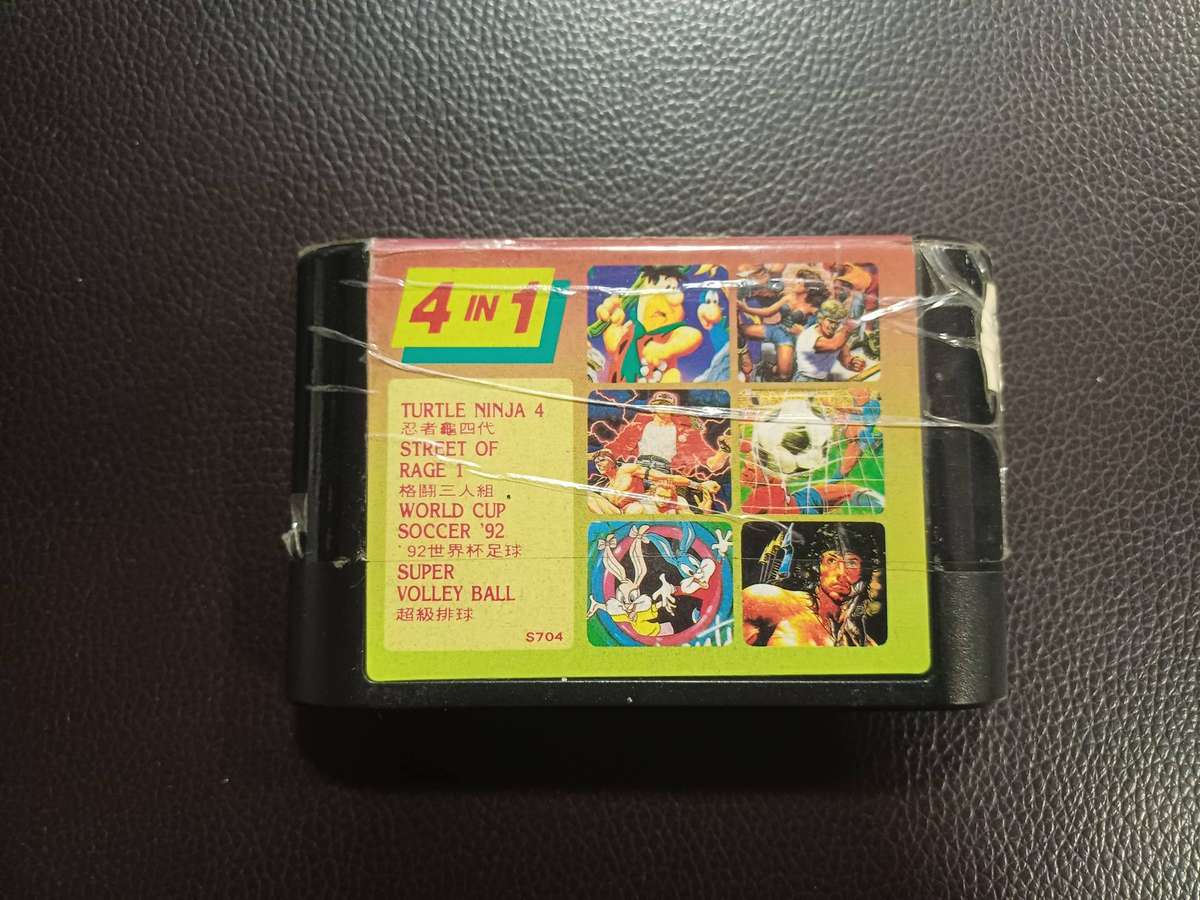 4 IN 1
TURTLE NINJA 4
忍者龜四代
STREET OF
RAGE 1
格鬪三人組
WORLD CUP
SOCCER '92
'92世界杯足球
SUPER
VOLLEY BALL
超級排球
S704